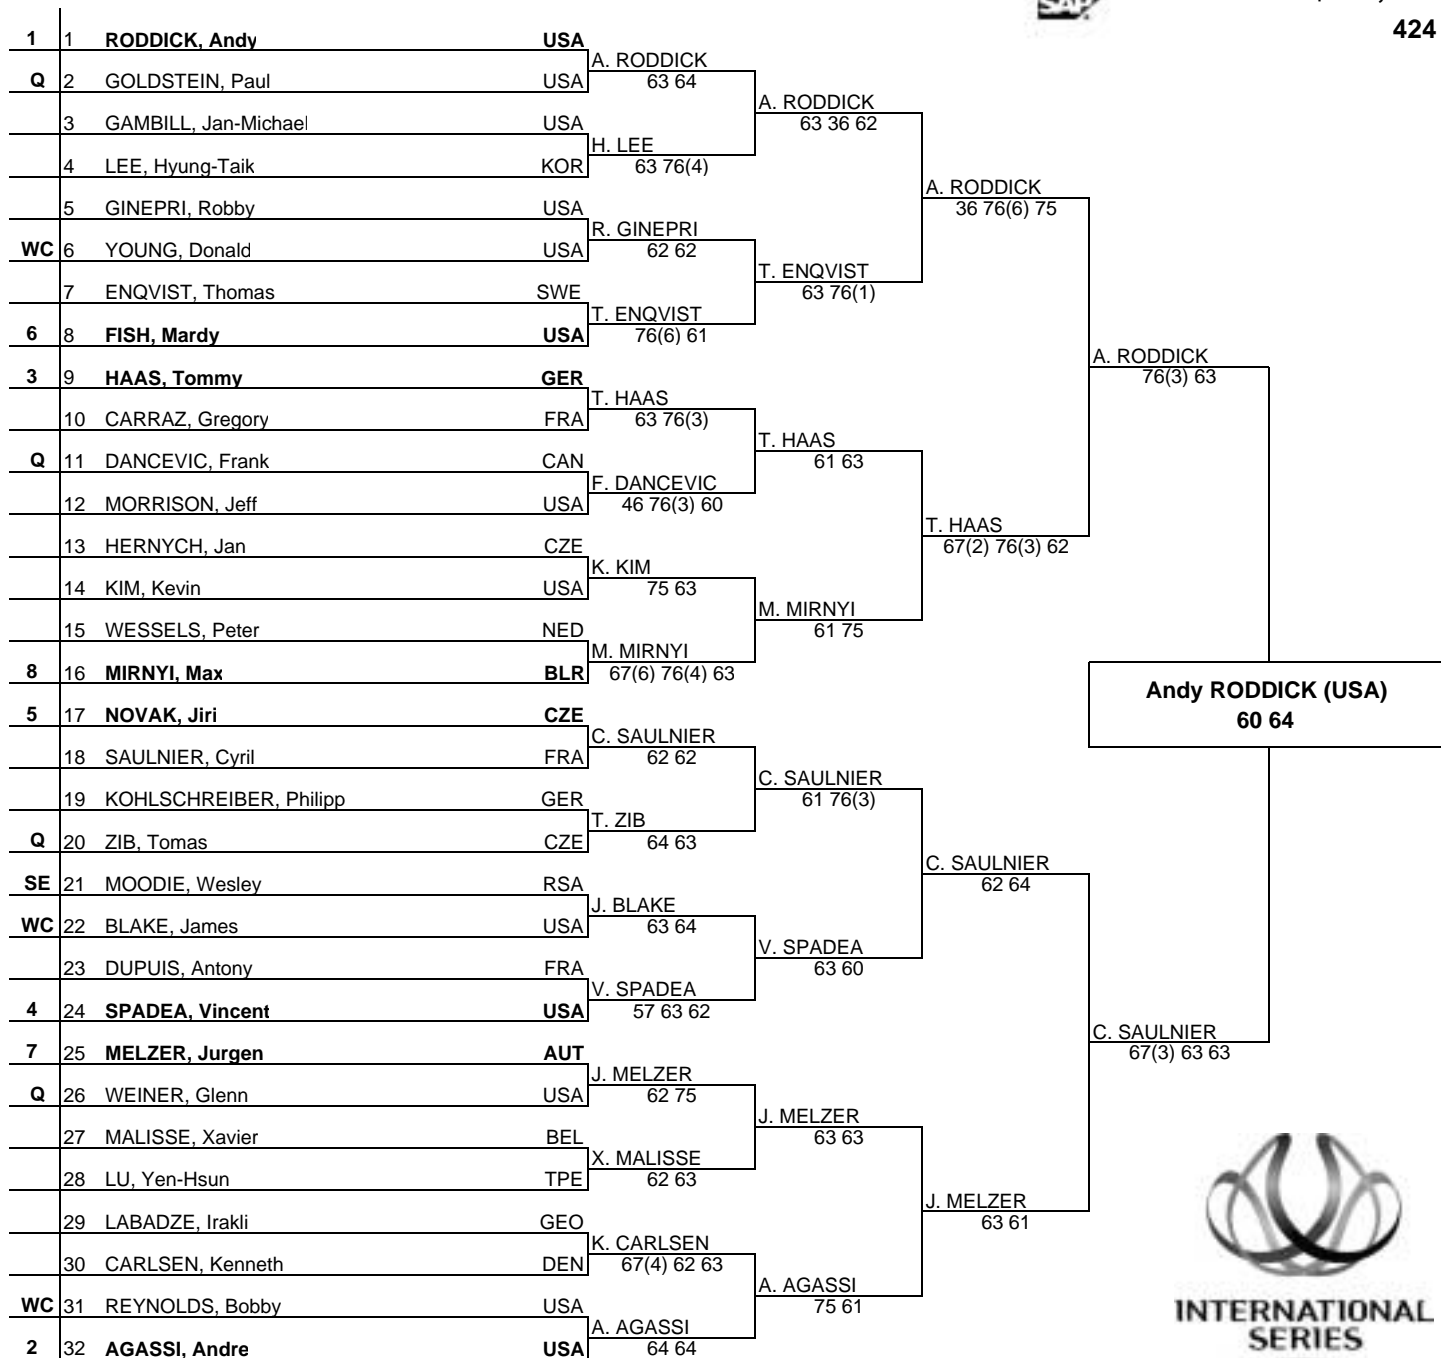 SAP
424
1 1 RODDICK, Andy USA
Q 2 GOLDSTEIN, Paul USA
3 GAMBILL, Jan-Michael USA
4 LEE, Hyung-Taik KOR
5 GINEPRI, Robby USA
WC 6 YOUNG, Donald USA
7 ENQVIST, Thomas SWE
6 8 FISH, Mardy USA
3 9 HAAS, Tommy GER
10 CARRAZ, Gregory FRA
Q 11 DANCEVIC, Frank CAN
12 MORRISON, Jeff USA
13 HERNYCH, Jan CZE
14 KIM, Kevin USA
15 WESSELS, Peter NED
8 16 MIRNYI, Max BLR
5 17 NOVAK, Jiri CZE
18 SAULNIER, Cyril FRA
19 KOHLSCHREIBER, Philipp GER
Q 20 ZIB, Tomas CZE
SE 21 MOODIE, Wesley RSA
WC 22 BLAKE, James USA
23 DUPUIS, Antony FRA
4 24 SPADEA, Vincent USA
7 25 MELZER, Jurgen AUT
Q 26 WEINER, Glenn USA
27 MALISSE, Xavier BEL
28 LU, Yen-Hsun TPE
29 LABADZE, Irakli GEO
30 CARLSEN, Kenneth DEN
WC 31 REYNOLDS, Bobby USA
2 32 AGASSI, Andre USA
A. RODDICK
63 64
H. LEE
63 76(4)
R. GINEPRI
62 62
T. ENQVIST
76(6) 61
T. HAAS
63 76(3)
F. DANCEVIC
46 76(3) 60
K. KIM
75 63
M. MIRNYI
67(6) 76(4) 63
C. SAULNIER
62 62
T. ZIB
64 63
J. BLAKE
63 64
V. SPADEA
57 63 62
J. MELZER
62 75
X. MALISSE
62 63
K. CARLSEN
67(4) 62 63
A. AGASSI
64 64
A. RODDICK
63 36 62
T. ENQVIST
63 76(1)
T. HAAS
61 63
M. MIRNYI
61 75
C. SAULNIER
61 76(3)
V. SPADEA
63 60
J. MELZER
63 63
A. AGASSI
75 61
A. RODDICK
36 76(6) 75
T. HAAS
67(2) 76(3) 62
C. SAULNIER
62 64
J. MELZER
63 61
A. RODDICK
76(3) 63
C. SAULNIER
67(3) 63 63
Andy RODDICK (USA)
60 64
INTERNATIONAL
SERIES